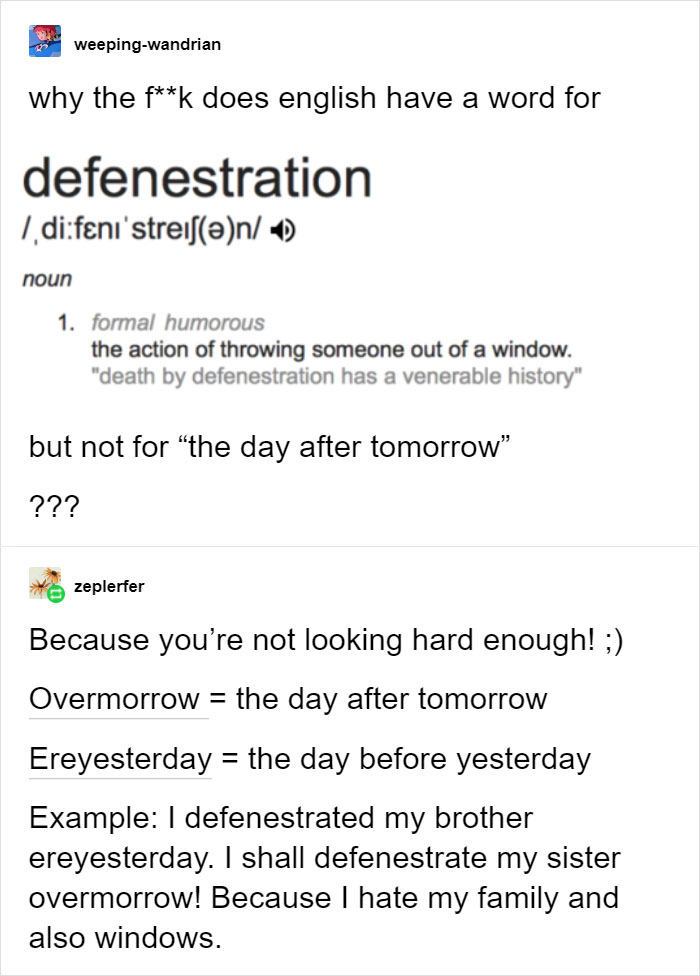 weeping-wandrian
why the f**k does english have a word for
defenestration
/ˌdiːfɛnɪˈstreɪʃ(ə)n/
noun
1. formal humorous
the action of throwing someone out of a window.
"death by defenestration has a venerable history"
but not for “the day after tomorrow”
???
zeplerfer
Because you’re not looking hard enough! ;)
Overmorrow = the day after tomorrow
Ereyesterday = the day before yesterday
Example: I defenestrated my brother
ereyesterday. I shall defenestrate my sister
overmorrow! Because I hate my family and
also windows.